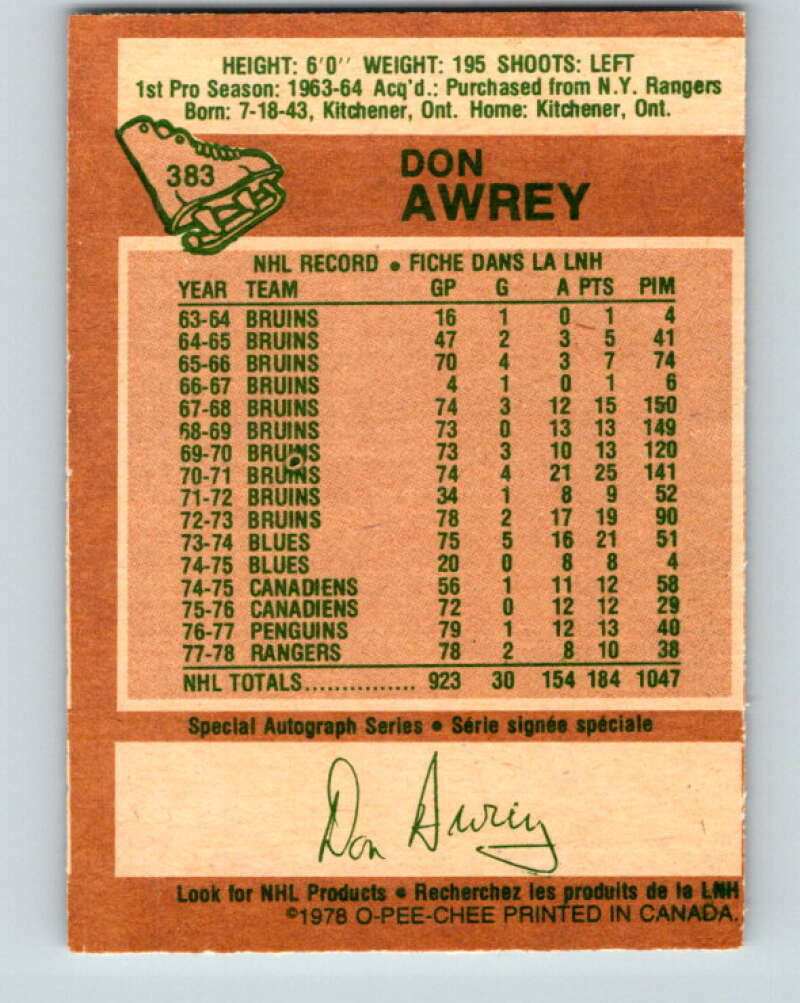 HEIGHT: 6'0" WEIGHT: 195 SHOOTS: LEFT
1st Pro Season: 1963-64 Acq'd.: Purchased from N.Y. Rangers
Born: 7-18-43, Kitchener, Ont. Home: Kitchener, Ont.
383
DON
AWREY
NHL RECORD • FICHE DANS LA LNH
YEAR TEAM GP G A PTS PIM
63-64 BRUINS 16 1 0 1 4
64-65 BRUINS 47 2 3 5 41
65-66 BRUINS 70 4 3 7 74
66-67 BRUINS 4 1 0 1 6
67-68 BRUINS 74 3 12 15 150
68-69 BRUINS 73 0 13 13 149
69-70 BRUINS 73 3 10 13 120
70-71 BRUINS 74 4 21 25 141
71-72 BRUINS 34 1 8 9 52
72-73 BRUINS 78 2 17 19 90
73-74 BLUES 75 5 16 21 51
74-75 BLUES 20 0 8 8 4
74-75 CANADIENS 56 1 11 12 58
75-76 CANADIENS 72 0 12 12 29
76-77 PENGUINS 79 1 12 13 40
77-78 RANGERS 78 2 8 10 38
NHL TOTALS................ 923 30 154 184 1047
Special Autograph Series • Série signée spéciale
Don Awrey
Look for NHL Products • Recherchez les produits de la LNH
©1978 O-PEE-CHEE PRINTED IN CANADA.